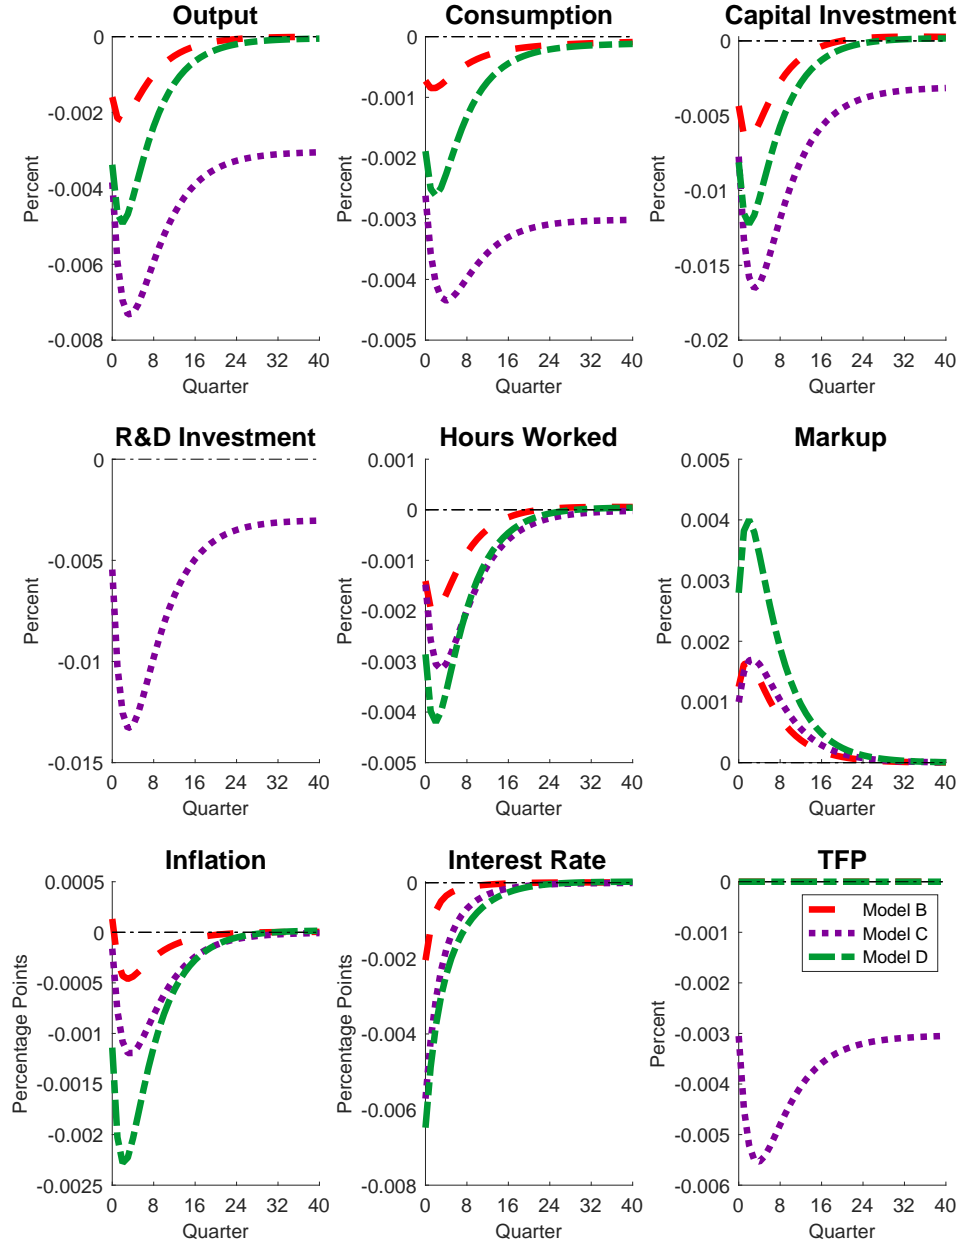 Output
0
-0.002
-0.004
-0.006
-0.008
Percent
0 8 16 24 32 40
Quarter
Consumption
0
-0.001
-0.002
-0.003
-0.004
-0.005
Percent
0 8 16 24 32 40
Quarter
Capital Investment
0
-0.005
-0.01
-0.015
-0.02
Percent
0 8 16 24 32 40
Quarter
R&D Investment
0
-0.005
-0.01
-0.015
Percent
0 8 16 24 32 40
Quarter
Hours Worked
0.001
0
-0.001
-0.002
-0.003
-0.004
-0.005
Percent
0 8 16 24 32 40
Quarter
Markup
0.005
0.004
0.003
0.002
0.001
0
Percent
0 8 16 24 32 40
Quarter
Inflation
0.0005
0
-0.0005
-0.001
-0.0015
-0.002
-0.0025
Percentage Points
0 8 16 24 32 40
Quarter
Interest Rate
0
-0.002
-0.004
-0.006
-0.008
Percentage Points
0 8 16 24 32 40
Quarter
TFP
0
-0.001
-0.002
-0.003
-0.004
-0.005
-0.006
Percent
Model B
Model C
Model D
0 8 16 24 32 40
Quarter